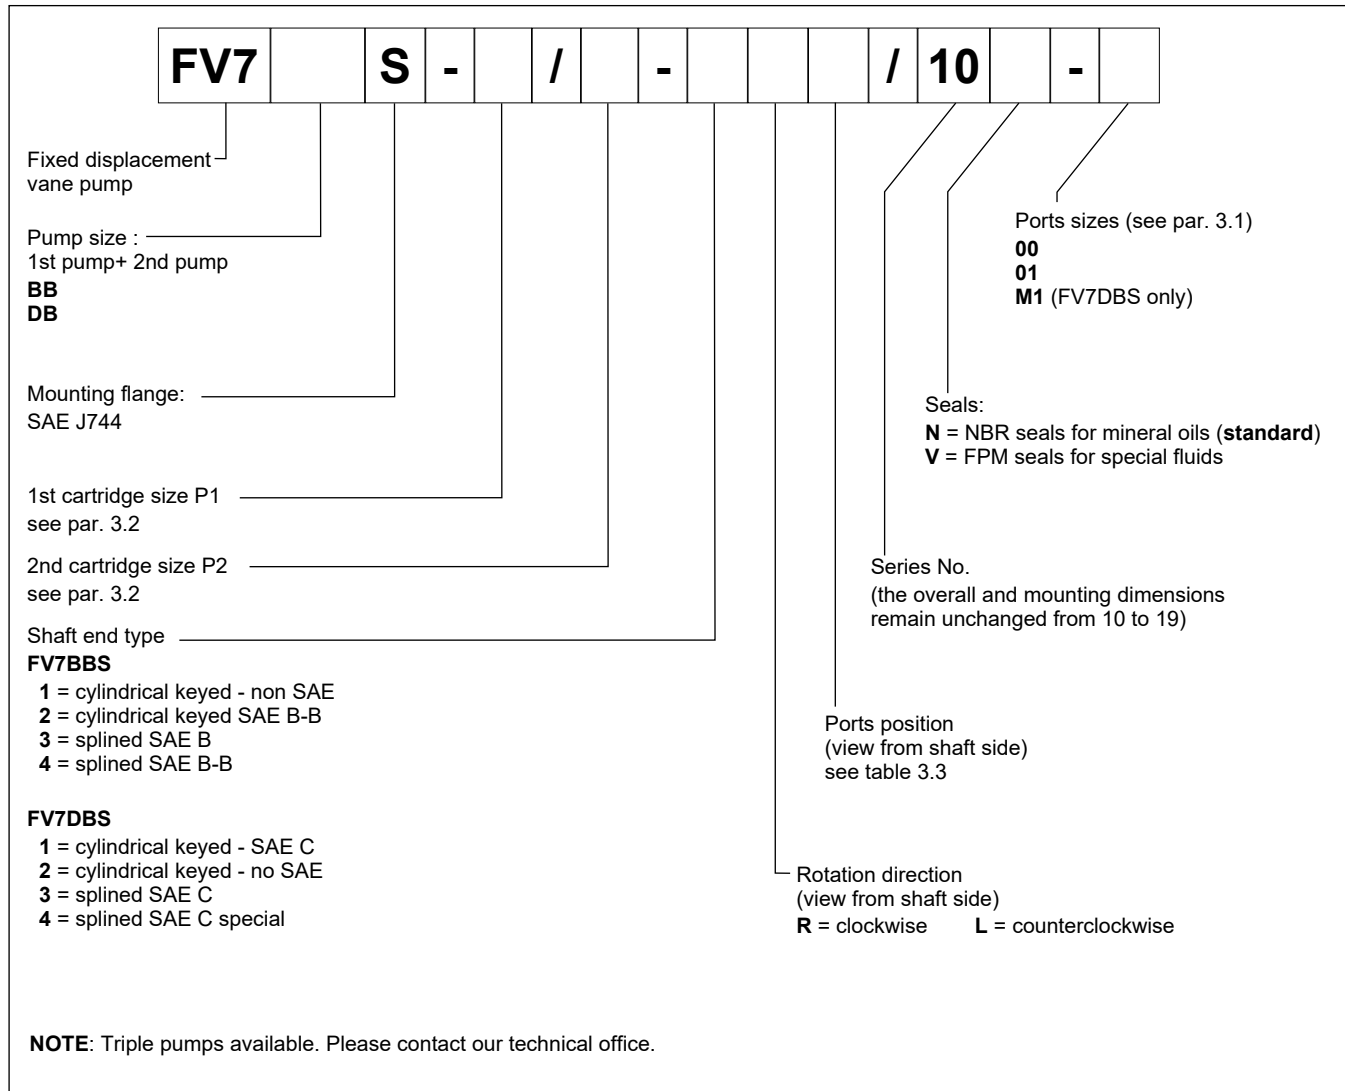 FV7 S - / - / 10 -
Fixed displacement
vane pump
Pump size :
1st pump+ 2nd pump
BB
DB
Mounting flange:
SAE J744
1st cartridge size P1
see par. 3.2
2nd cartridge size P2
see par. 3.2
Shaft end type
FV7BBS
1 = cylindrical keyed - non SAE
2 = cylindrical keyed SAE B-B
3 = splined SAE B
4 = splined SAE B-B
FV7DBS
1 = cylindrical keyed - SAE C
2 = cylindrical keyed - no SAE
3 = splined SAE C
4 = splined SAE C special
Ports sizes (see par. 3.1)
00
01
M1 (FV7DBS only)
Seals:
N = NBR seals for mineral oils (standard)
V = FPM seals for special fluids
Series No.
(the overall and mounting dimensions
remain unchanged from 10 to 19)
Ports position
(view from shaft side)
see table 3.3
Rotation direction
(view from shaft side)
R = clockwise L = counterclockwise
NOTE: Triple pumps available. Please contact our technical office.